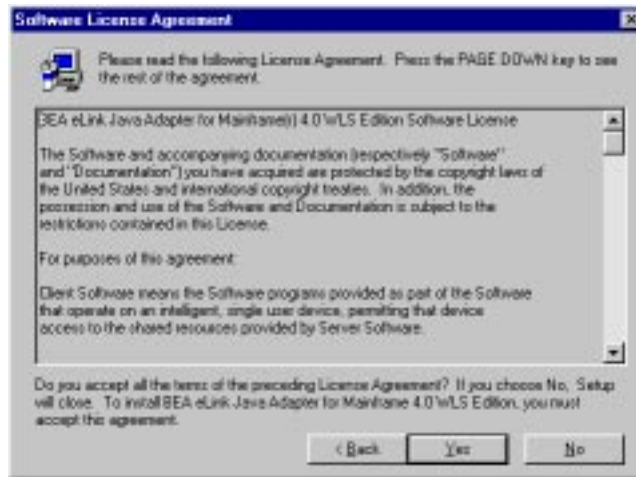 Software License Agreement
Please read the following License Agreement. Press the PAGE DOWN key to see
the rest of the agreement.
BEA eLink Java Adapter for Mainframe(r) 4.0 WLS Edition Software License
The Software and accompanying documentation (respectively "Software"
and "Documentation") you have acquired are protected by the copyright laws of
the United States and international copyright treaties. In addition, the
possession and use of the Software and Documentation is subject to the
restrictions contained in this License.
For purposes of this agreement:
Client Software means the Software programs provided as part of the Software
that operate on an intelligent, single user device, permitting that device
access to the shared resources provided by Server Software.
Do you accept all the terms of the preceding License Agreement? If you choose No, Setup
will close. To install BEA eLink Java Adapter for Mainframe 4.0 WLS Edition, you must
accept this agreement.
< Back
Yes
No